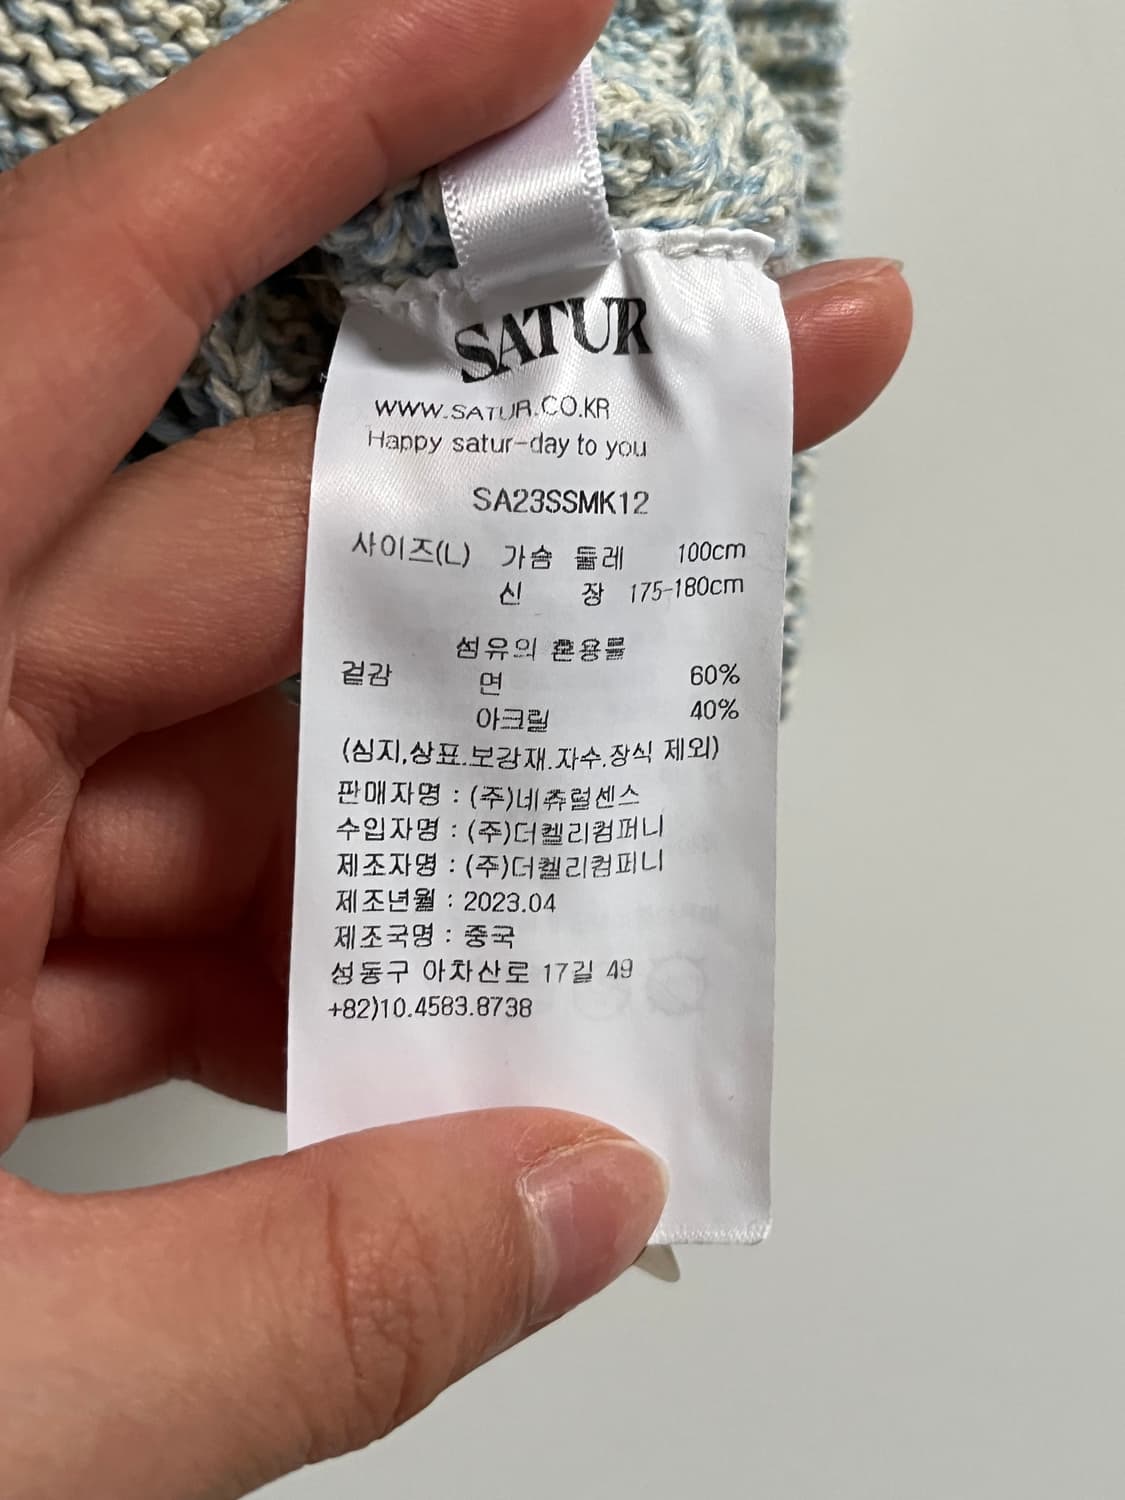 SATUR
WWW.SATUR.CO.KR
Happy satur-day to you
SA23SSMK12
사이즈(L) 가슴 둘레 100cm
신 장 175-180cm
섬유의 혼용률
겉감 면 60%
아크릴 40%
(심지,상표.보강재.자수.장식 제외)
판매자명 : (주)네츄럴센스
수입자명 : (주)더켈리컴퍼니
제조자명 : (주)더켈리컴퍼니
제조년월 : 2023.04
제조국명 : 중국
성동구 아차산로 17길 49
+82)10.4583.8738